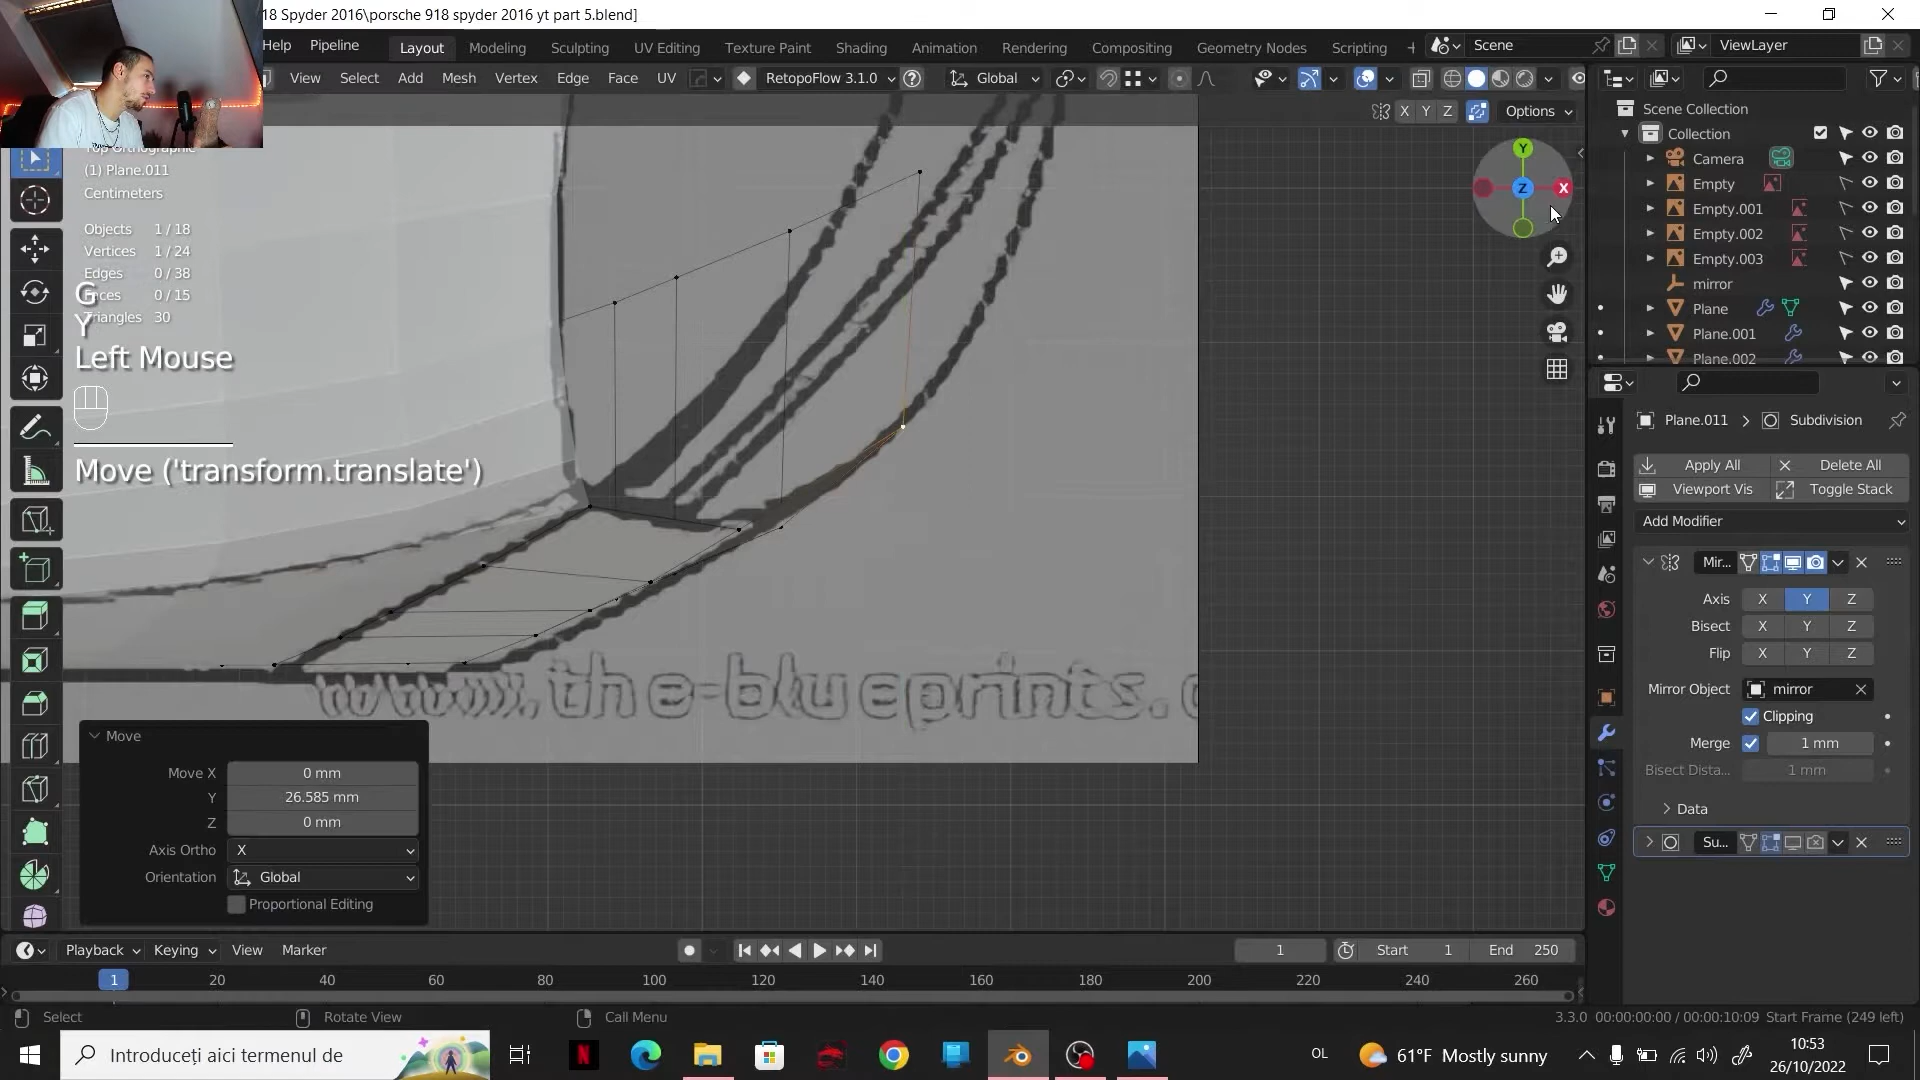 18 Spyder 2016\porsche 918 spyder 2016 yt part 5.blend]
Help Pipeline Layout Modeling Sculpting UV Editing Texture Paint Shading Animation Rendering Compositing Geometry Nodes Scripting Scene ViewLayer
View Select Add Mesh Vertex Edge Face UV RetopoFlow 3.1.0 Global
X Y Z Options
Top Orthographic
(1) Plane.011
Centimeters
Objects 1 / 18
Vertices 1 / 24
Edges 0 / 38
Faces 0 / 15
Triangles 30
G
Y
Left Mouse
Move ('transform.translate')
Y
Z
X
www.the-blueprints.c
Move
Move X 0 mm
Y 26.585 mm
Z 0 mm
Axis Ortho X
Orientation Global
Proportional Editing
Scene Collection
Collection
Camera
Empty
Empty.001
Empty.002
Empty.003
mirror
Plane
Plane.001
Plane.002
Plane.011 > Subdivision
Apply All Delete All
Viewport Vis Toggle Stack
Add Modifier
Mir...
Axis X Y Z
Bisect X Y Z
Flip X Y Z
Mirror Object mirror
Clipping
Merge 1 mm
Bisect Dista... 1 mm
Data
Su...
Playback Keying View Marker 1 Start 1 End 250
1 20 40 60 80 100 120 140 160 180 200 220 240 260
Select Rotate View Call Menu 3.3.0 00:00:00:00 / 00:00:10:09 Start Frame (249 left)
Introduceți aici termenul de OL 61°F Mostly sunny 10:53
26/10/2022